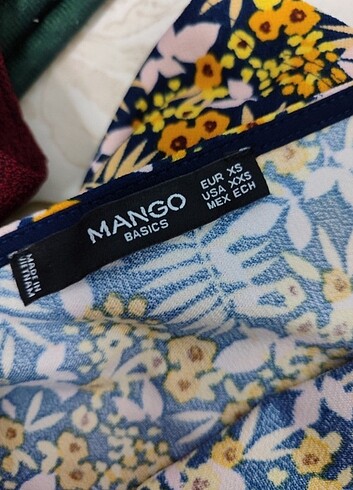 MANGO
BASICS
EUR XS
USA XXS
MEX ECH
MADE IN
VIETNAM